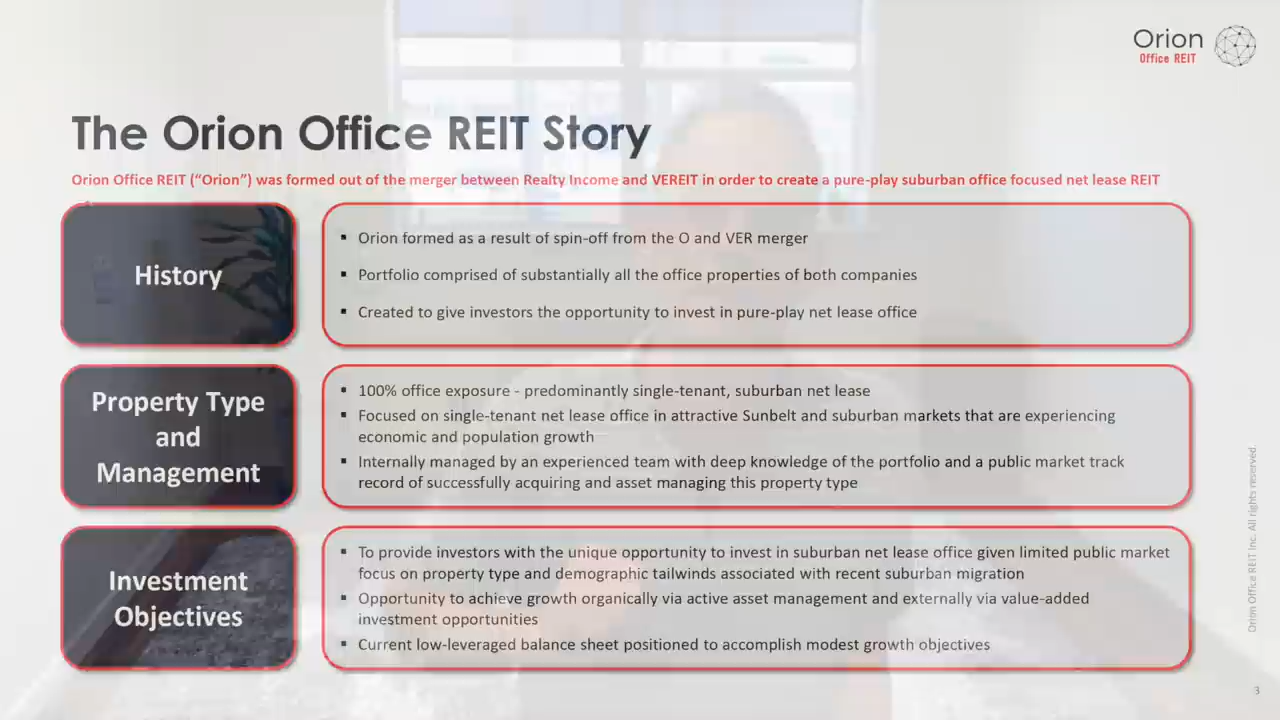 Orion
Office REIT
The Orion Office REIT Story
Orion Office REIT (“Orion”) was formed out of the merger between Realty Income and VEREIT in order to create a pure-play suburban office focused net lease REIT
History
▪ Orion formed as a result of spin-off from the O and VER merger
▪ Portfolio comprised of substantially all the office properties of both companies
▪ Created to give investors the opportunity to invest in pure-play net lease office
Property Type
and
Management
▪ 100% office exposure - predominantly single-tenant, suburban net lease
▪ Focused on single-tenant net lease office in attractive Sunbelt and suburban markets that are experiencing
economic and population growth
▪ Internally managed by an experienced team with deep knowledge of the portfolio and a public market track
record of successfully acquiring and asset managing this property type
Investment
Objectives
▪ To provide investors with the unique opportunity to invest in suburban net lease office given limited public market
focus on property type and demographic tailwinds associated with recent suburban migration
▪ Opportunity to achieve growth organically via active asset management and externally via value-added
investment opportunities
▪ Current low-leveraged balance sheet positioned to accomplish modest growth objectives
Orion Office REIT Inc. All rights reserved.
3